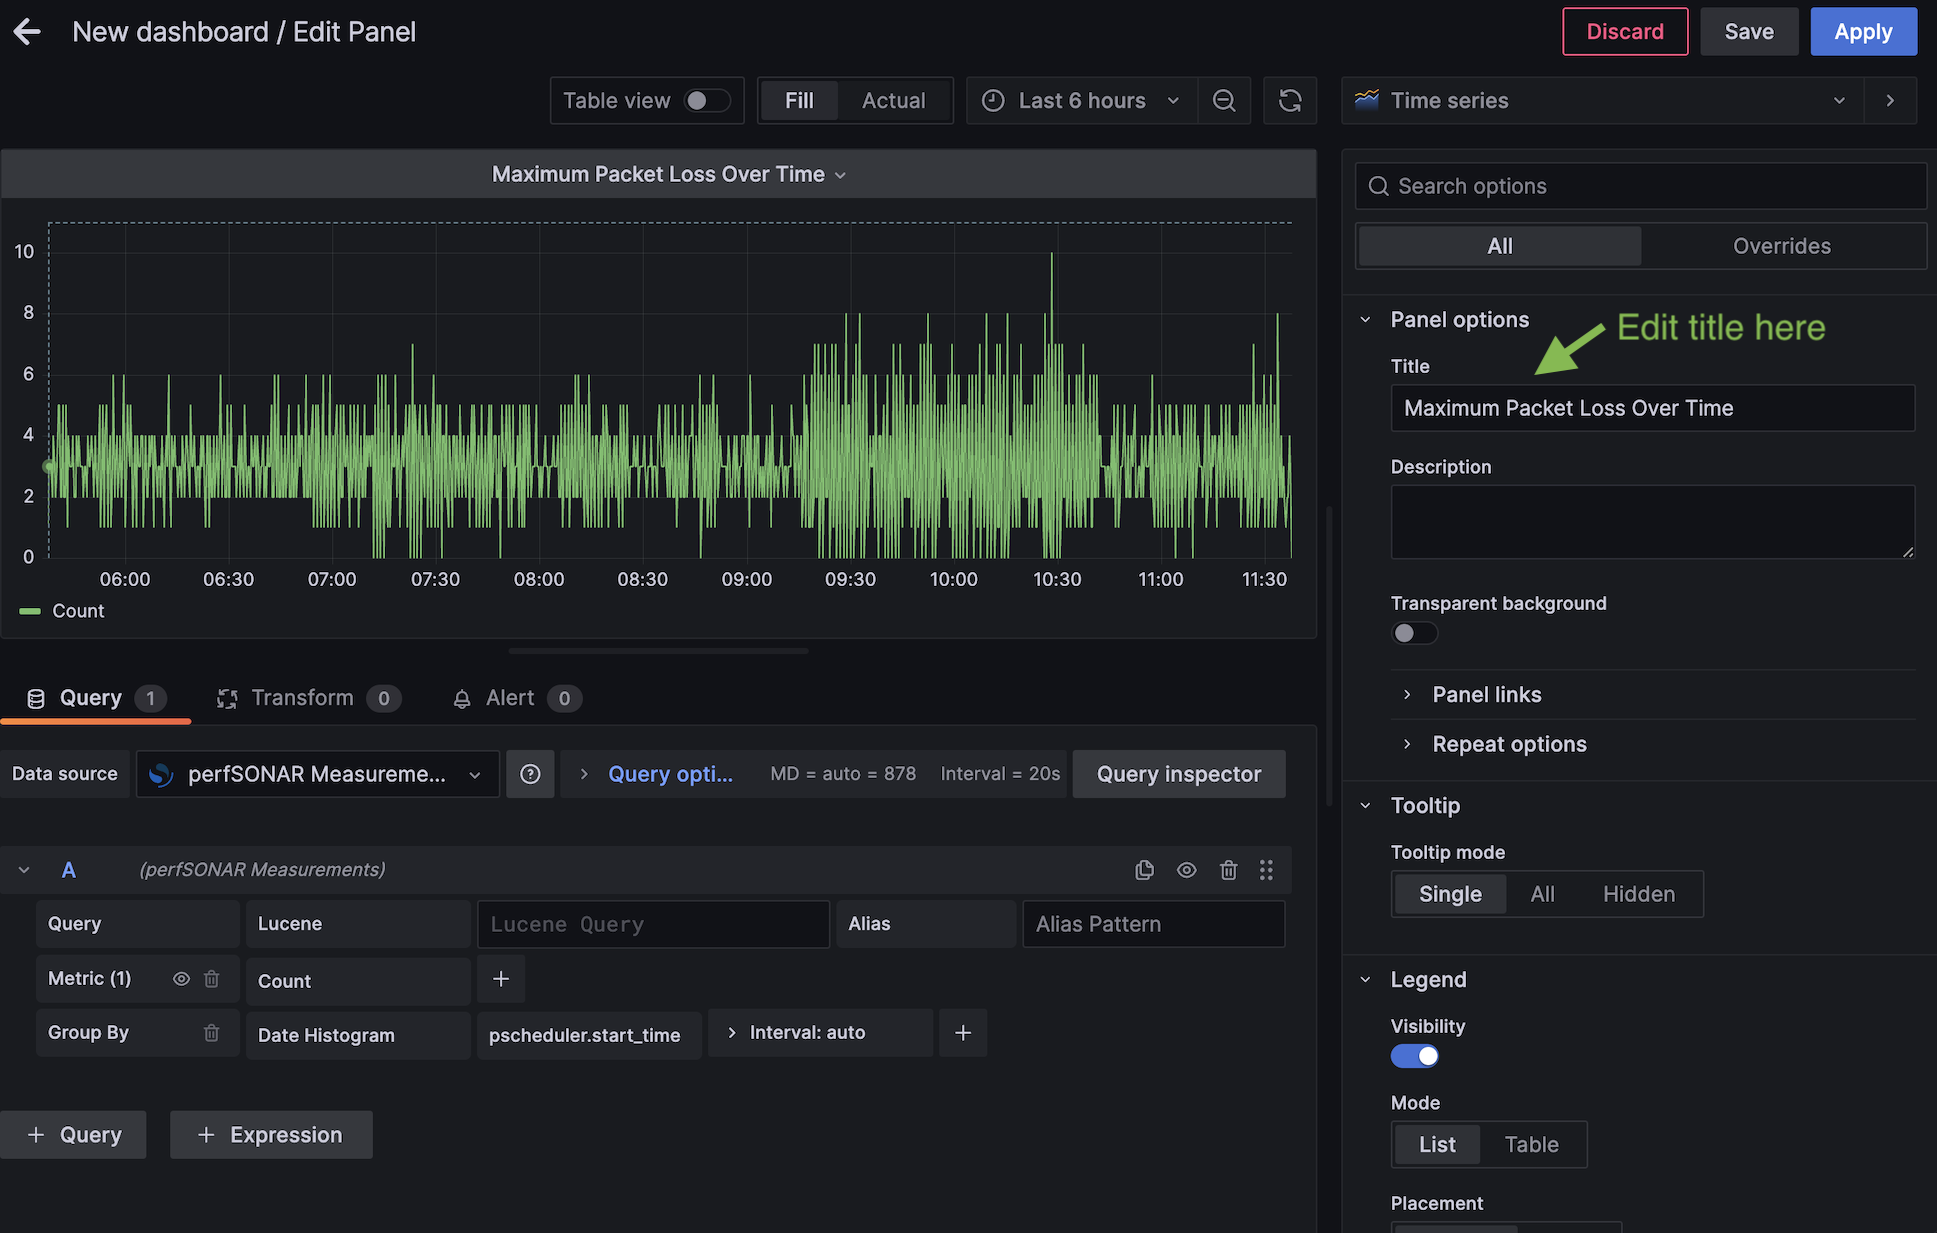 New dashboard / Edit Panel
Discard
Save
Apply
Table view
Fill
Actual
Last 6 hours
Time series
Maximum Packet Loss Over Time
Search options
All
Overrides
10
8
6
4
2
0
06:00
06:30
07:00
07:30
08:00
08:30
09:00
09:30
10:00
10:30
11:00
11:30
Count
Panel options
Edit title here
Title
Maximum Packet Loss Over Time
Description
Transparent background
Panel links
Repeat options
Query 1
Transform 0
Alert 0
Data source
perfSONAR Measureme...
Query opti...
MD = auto = 878
Interval = 20s
Query inspector
A
(perfSONAR Measurements)
Query
Lucene
Lucene Query
Alias
Alias Pattern
Metric (1)
Count
+
Group By
Date Histogram
pscheduler.start_time
> Interval: auto
+
+ Query
+ Expression
Tooltip
Tooltip mode
Single
All
Hidden
Legend
Visibility
Mode
List
Table
Placement